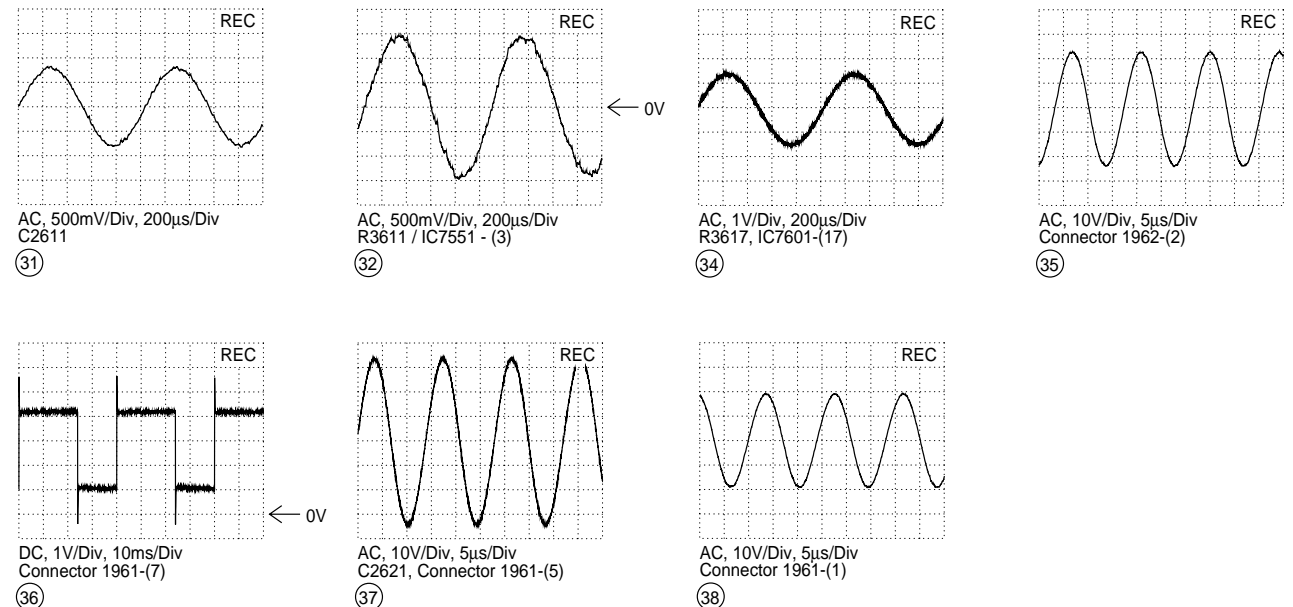 REC
AC, 500mV/Div, 200µs/Div
C2611
31
REC
AC, 500mV/Div, 200µs/Div
R3611 / IC7551 - (3)
32
0V
REC
AC, 1V/Div, 200µs/Div
R3617, IC7601-(17)
34
REC
AC, 10V/Div, 5µs/Div
Connector 1962-(2)
35
REC
DC, 1V/Div, 10ms/Div
Connector 1961-(7)
36
0V
REC
AC, 10V/Div, 5µs/Div
C2621, Connector 1961-(5)
37
REC
AC, 10V/Div, 5µs/Div
Connector 1961-(1)
38